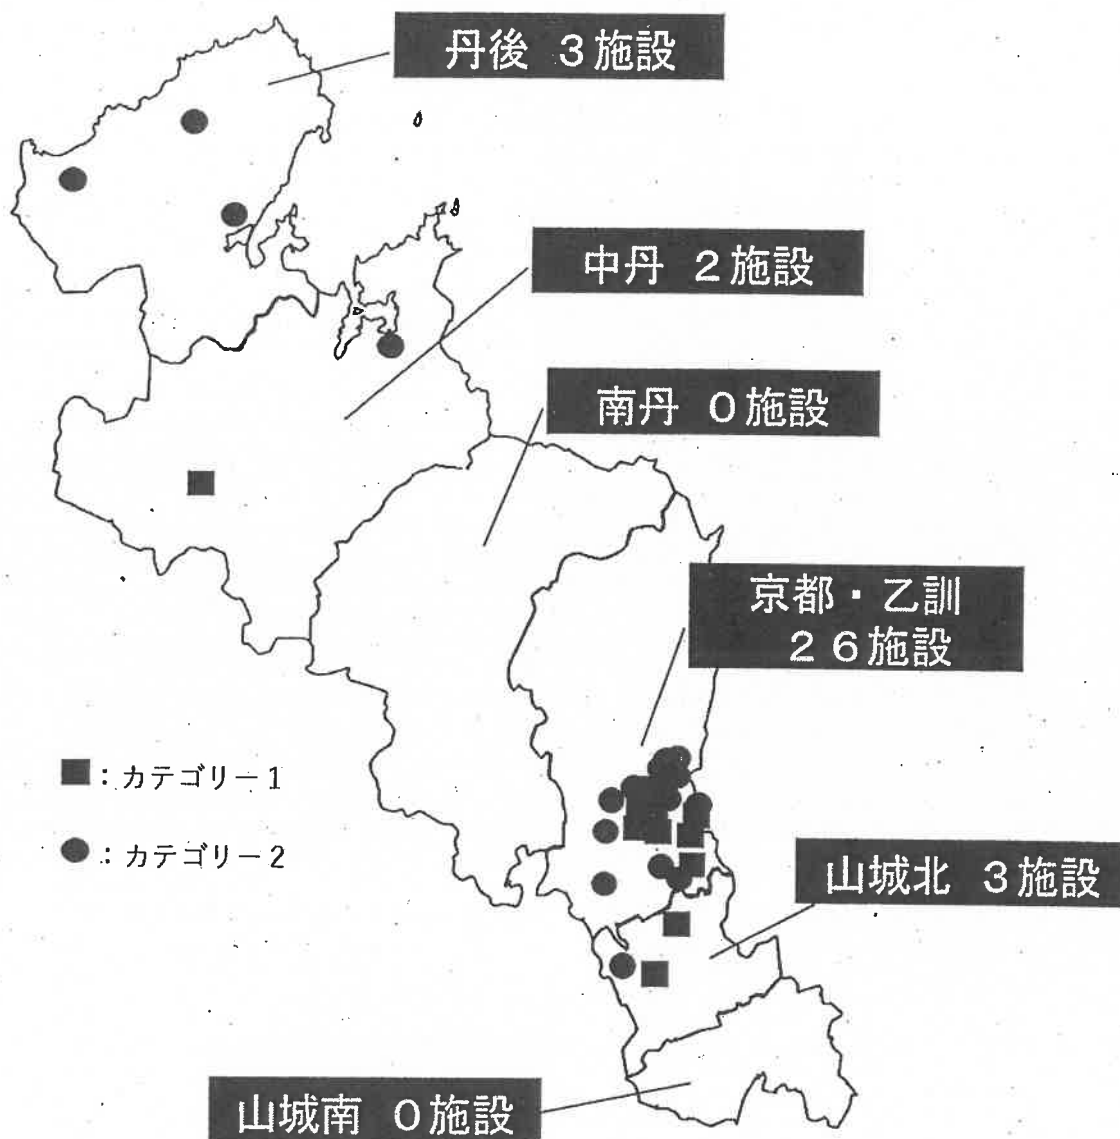 丹後 3施設
中丹 2施設
南丹 0施設
京都・乙訓
26施設
■：カテゴリー1
●：カテゴリー2
山城北 3施設
山城南 0施設